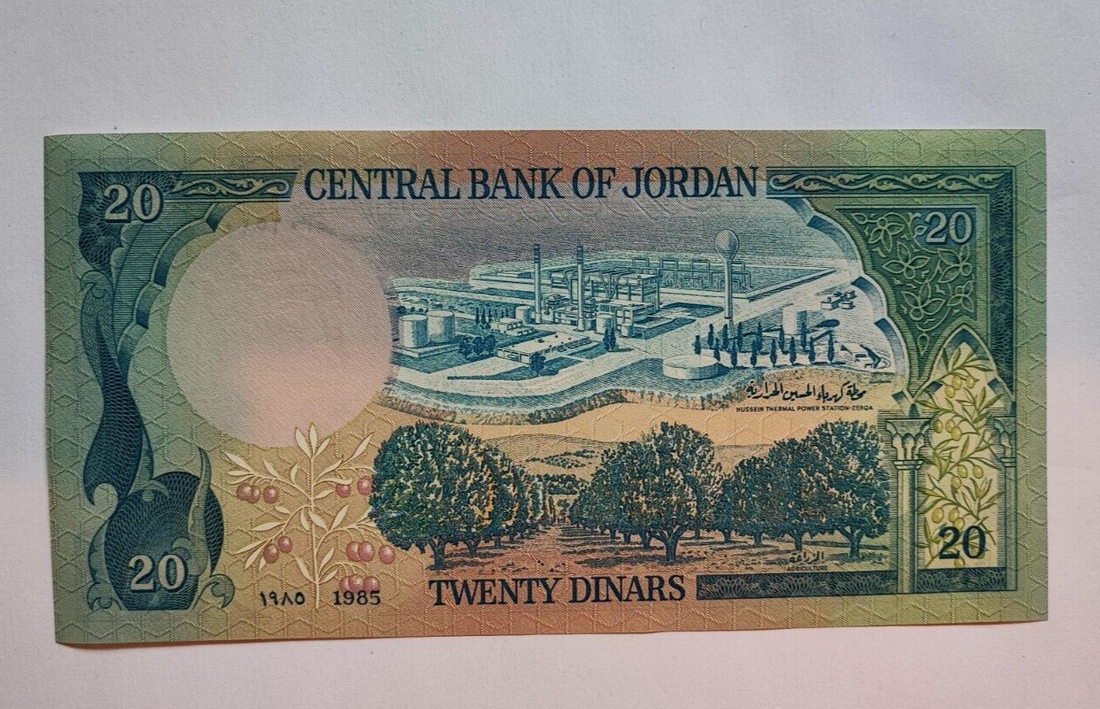 CENTRAL BANK OF JORDAN
20
20
محطة كهرباء الحسين الحرارية
HUSSEIN THERMAL POWER STATION-ZERQA
الزراعة
AGRICULTURE
20
20
١٩٨٥ 1985
TWENTY DINARS